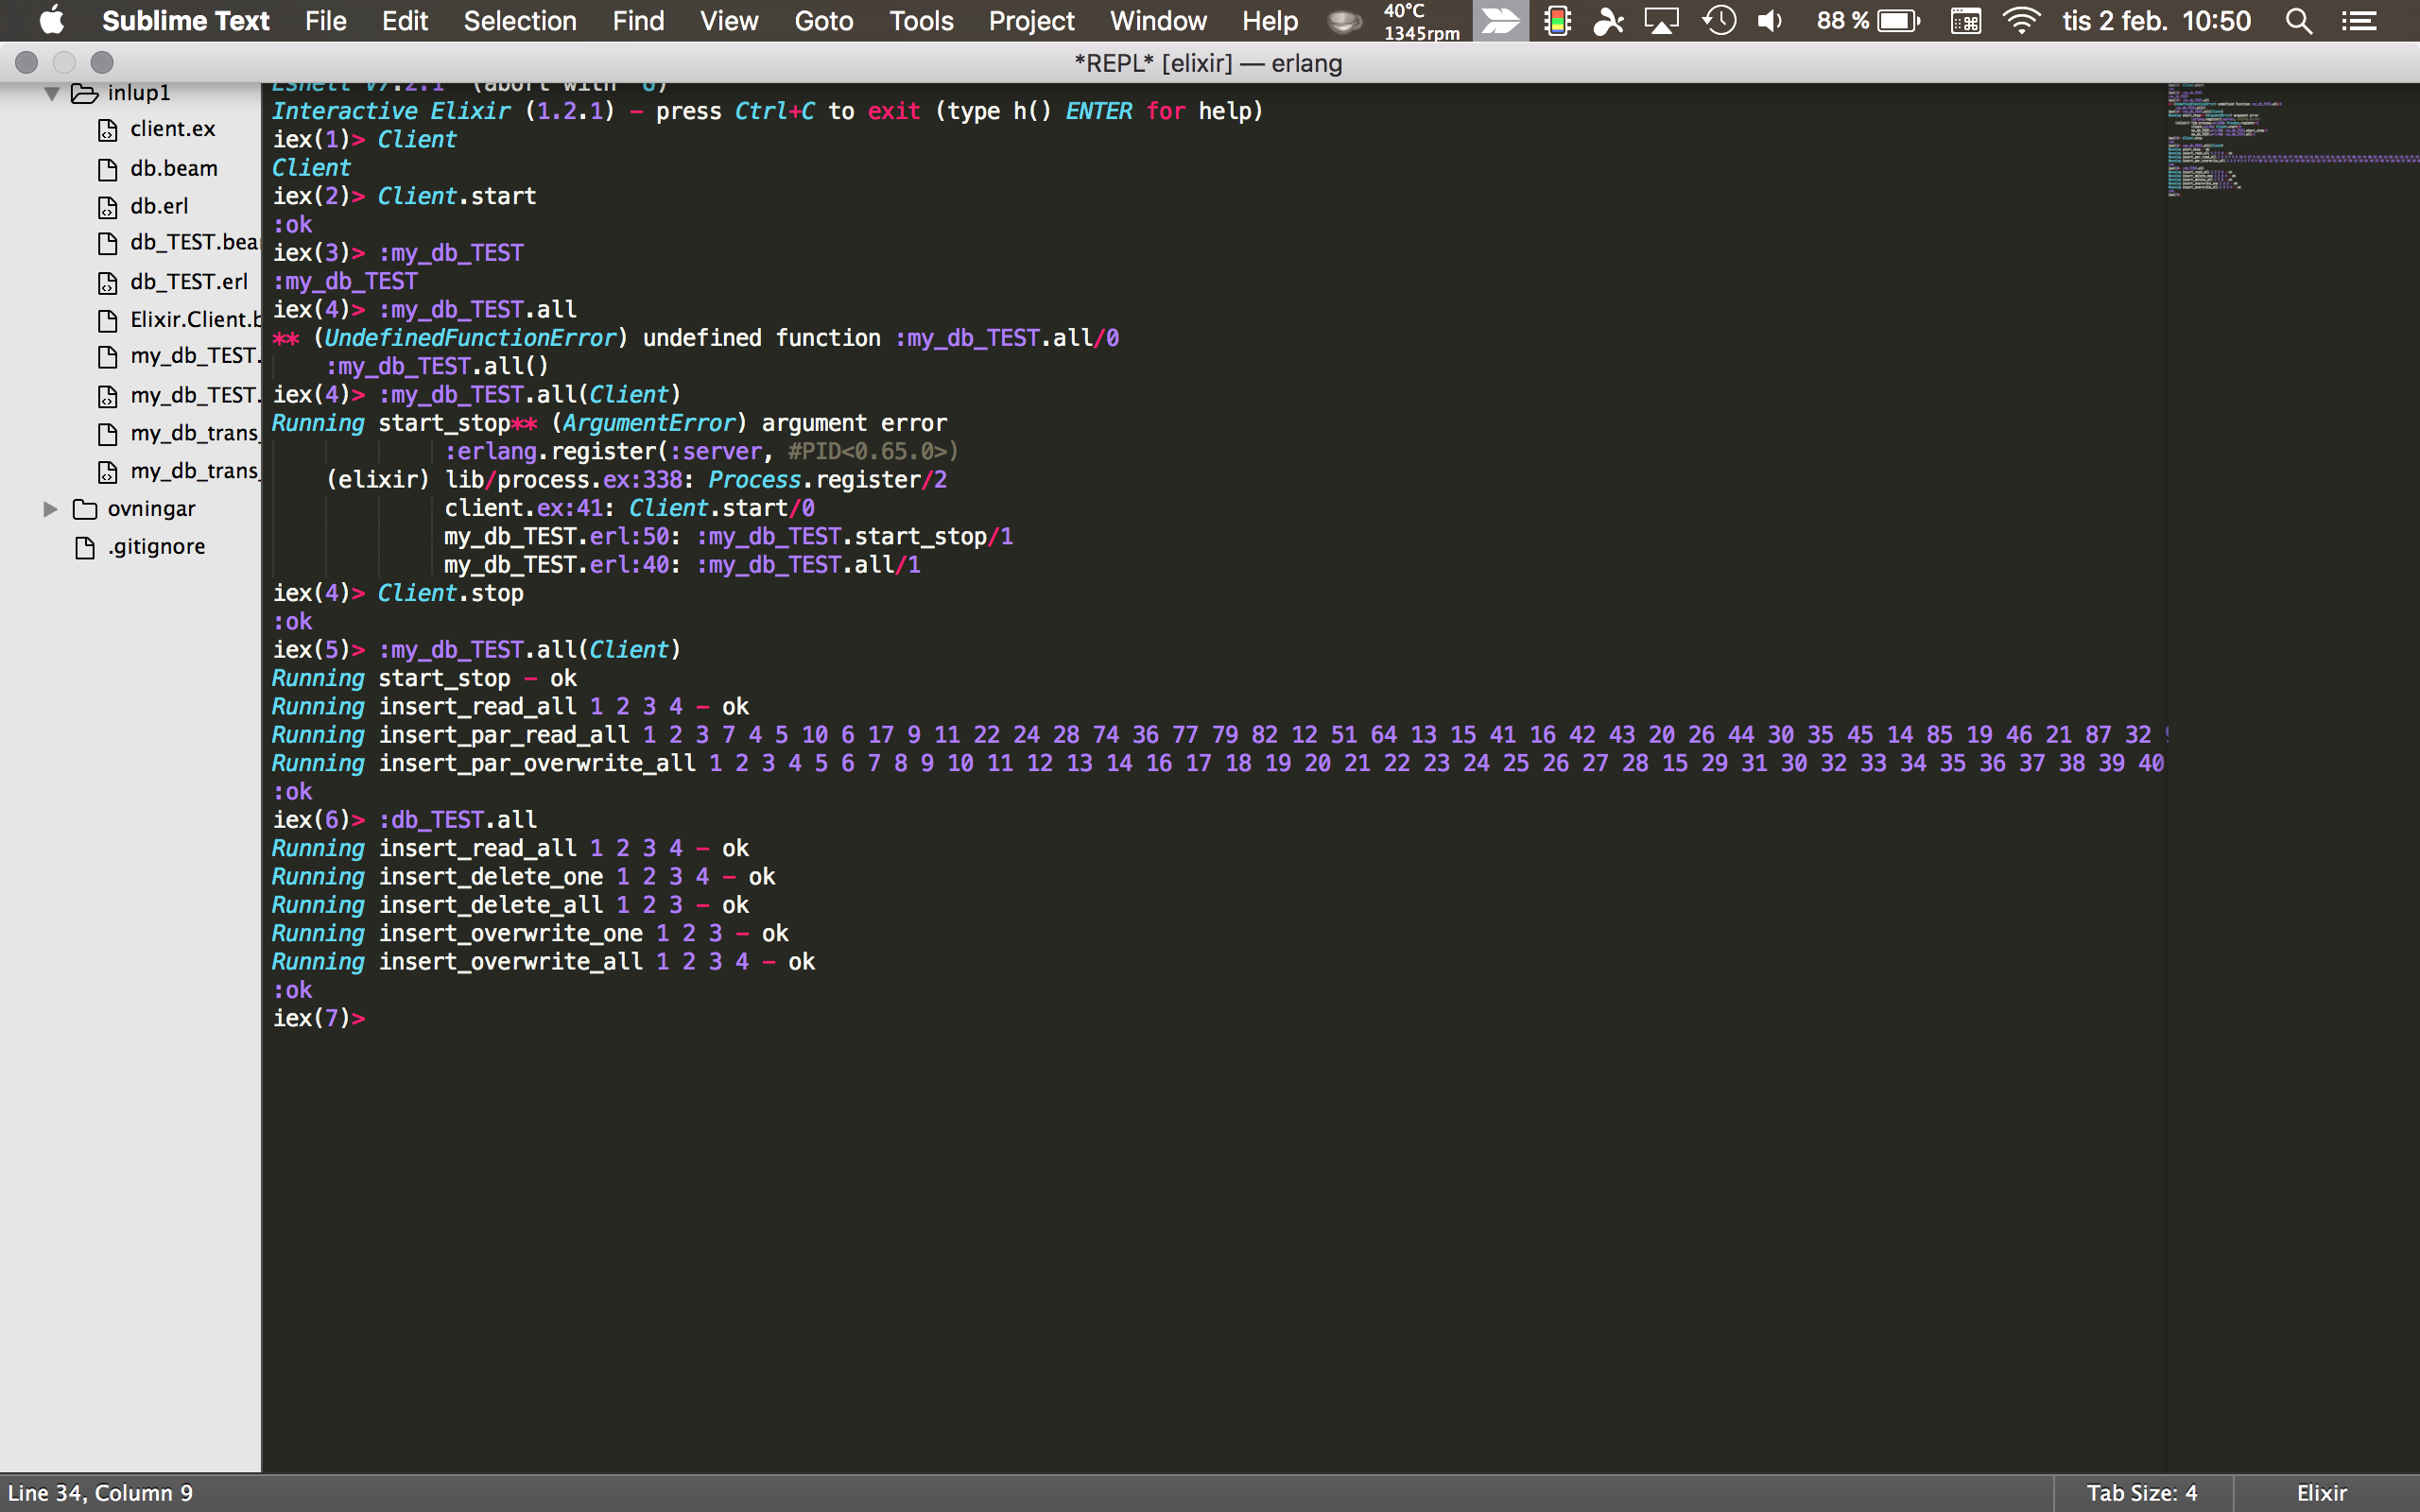 Sublime Text File Edit Selection Find View Goto Tools Project Window Help 40°C 1345rpm 88 % tis 2 feb. 10:50
*REPL* [elixir] — erlang
inlup1
client.ex
db.beam
db.erl
db_TEST.bea
db_TEST.erl
Elixir.Client.b
my_db_TEST.
my_db_TEST.
my_db_trans_
my_db_trans_
ovningar
.gitignore
Eshell V7.2.1 (abort with ^G)
Interactive Elixir (1.2.1) - press Ctrl+C to exit (type h() ENTER for help)
iex(1)> Client
Client
iex(2)> Client.start
:ok
iex(3)> :my_db_TEST
:my_db_TEST
iex(4)> :my_db_TEST.all
** (UndefinedFunctionError) undefined function :my_db_TEST.all/0
:my_db_TEST.all()
iex(4)> :my_db_TEST.all(Client)
Running start_stop** (ArgumentError) argument error
:erlang.register(:server, #PID<0.65.0>)
(elixir) lib/process.ex:338: Process.register/2
client.ex:41: Client.start/0
my_db_TEST.erl:50: :my_db_TEST.start_stop/1
my_db_TEST.erl:40: :my_db_TEST.all/1
iex(4)> Client.stop
:ok
iex(5)> :my_db_TEST.all(Client)
Running start_stop - ok
Running insert_read_all 1 2 3 4 - ok
Running insert_par_read_all 1 2 3 7 4 5 10 6 17 9 11 22 24 28 74 36 77 79 82 12 51 64 13 15 41 16 42 43 20 26 44 30 35 45 14 85 19 46 21 87 32
Running insert_par_overwrite_all 1 2 3 4 5 6 7 8 9 10 11 12 13 14 16 17 18 19 20 21 22 23 24 25 26 27 28 15 29 31 30 32 33 34 35 36 37 38 39 40
:ok
iex(6)> :db_TEST.all
Running insert_read_all 1 2 3 4 - ok
Running insert_delete_one 1 2 3 4 - ok
Running insert_delete_all 1 2 3 - ok
Running insert_overwrite_one 1 2 3 - ok
Running insert_overwrite_all 1 2 3 4 - ok
:ok
iex(7)>
Line 34, Column 9 Tab Size: 4 Elixir